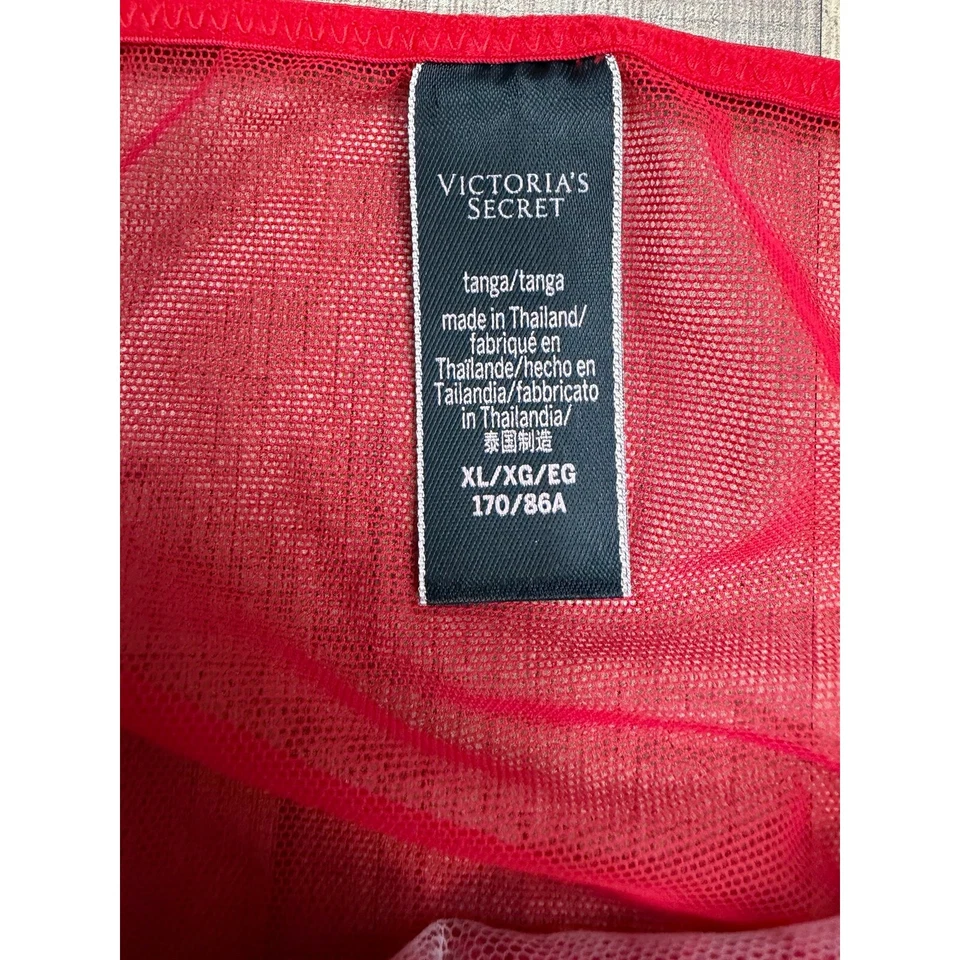 VICTORIA'S
SECRET
tanga/tanga
made in Thailand/
fabriqué en
Thaïlande/hecho en
Tailandia/fabbricato
in Thailandia/
泰国制造
XL/XG/EG
170/86A